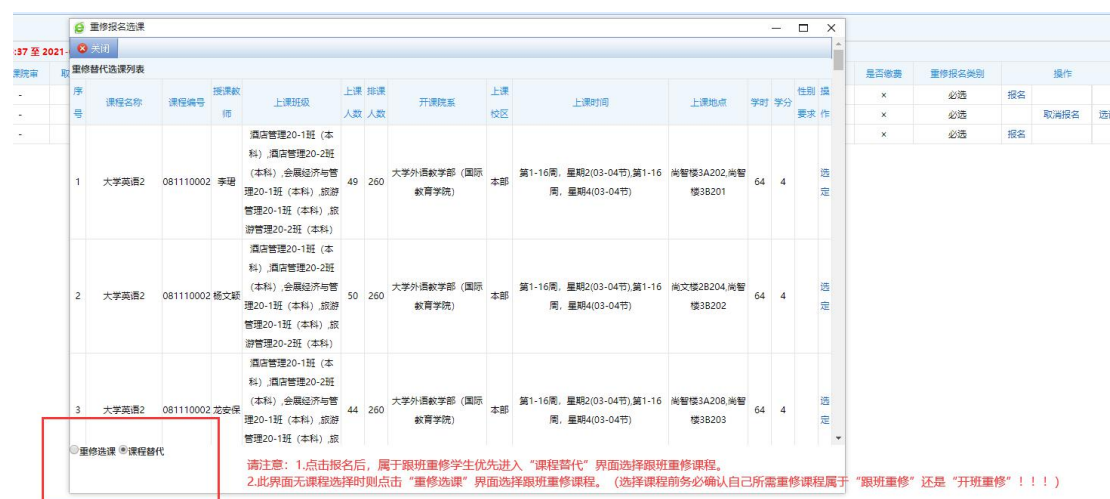 重修报名选课
关闭
:37 至 2021-
重修替代选课列表
课院审
是否缴费 重修报名类别 操作
- × 必选 报名
- × 必选 取消报名
- × 必选 报名
序号 课程名称 课程编号 授课教师 上课班级 上课人数 排课人数 开课院系 上课校区 上课时间 上课地点 学时 学分 性别要求 操作
酒店管理20-1班（本
科）,酒店管理20-2班
（本科）,会展经济与管
理20-1班（本科）,旅游
管理20-1班（本科）,旅
游管理20-2班（本科）
1 大学英语2 081110002 李珺 49 260 大学外语教学部（国际教育学院） 本部 第1-16周，星期2(03-04节),第1-16周，星期4(03-04节) 尚智楼3A202,尚智楼3B201 64 4 选定
酒店管理20-1班（本
科）,酒店管理20-2班
（本科）,会展经济与管
理20-1班（本科）,旅游
管理20-1班（本科）,旅
游管理20-2班（本科）
2 大学英语2 081110002 杨文颖 50 260 大学外语教学部（国际教育学院） 本部 第1-16周，星期2(03-04节),第1-16周，星期4(03-04节) 尚文楼2B204,尚智楼3B202 64 4 选定
酒店管理20-1班（本
科）,酒店管理20-2班
（本科）,会展经济与管
理20-1班（本科）,旅游
管理20-1班（本科）,旅
3 大学英语2 081110002 龙安保 44 260 大学外语教学部（国际教育学院） 本部 第1-16周，星期2(03-04节),第1-16周，星期4(03-04节) 尚智楼3A208,尚智楼3B203 64 4 选定
重修选课 课程替代
请注意：1.点击报名后，属于跟班重修学生优先进入“课程替代”界面选择跟班重修课程。
2.此界面无课程选择时则点击“重修选课”界面选择跟班重修课程。（选择课程前务必确认自己所需重修课程属于“跟班重修”还是“开班重修”！！！）